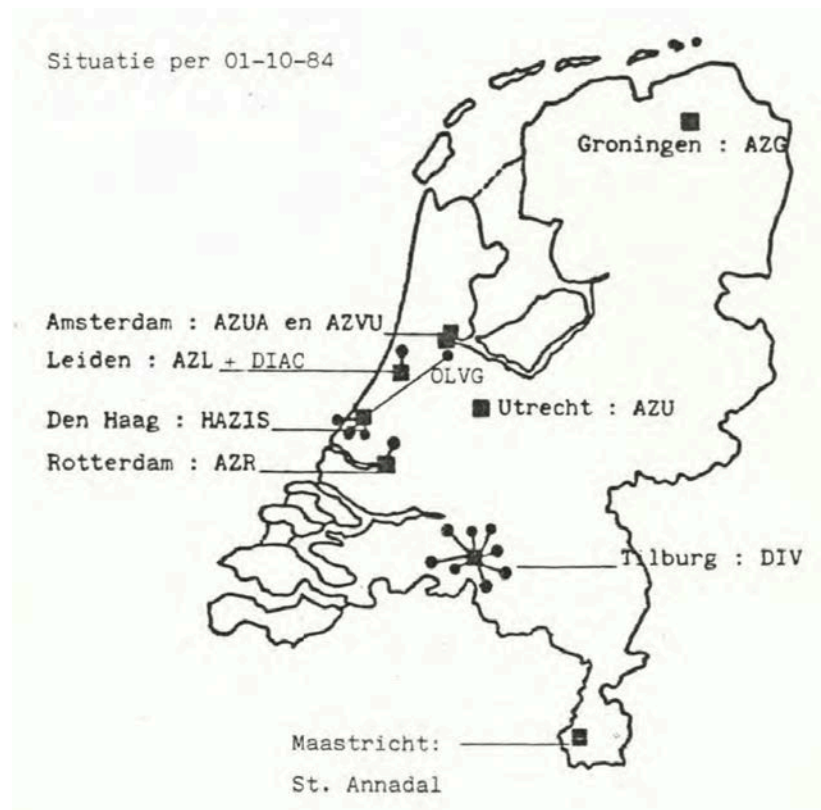 Situatie per 01-10-84
Groningen : AZG
Amsterdam : AZUA en AZVU
Leiden : AZL + DIAC
OLVG
Den Haag : HAZIS
Utrecht : AZU
Rotterdam : AZR
Tilburg : DIV
Maastricht:
St. Annadal